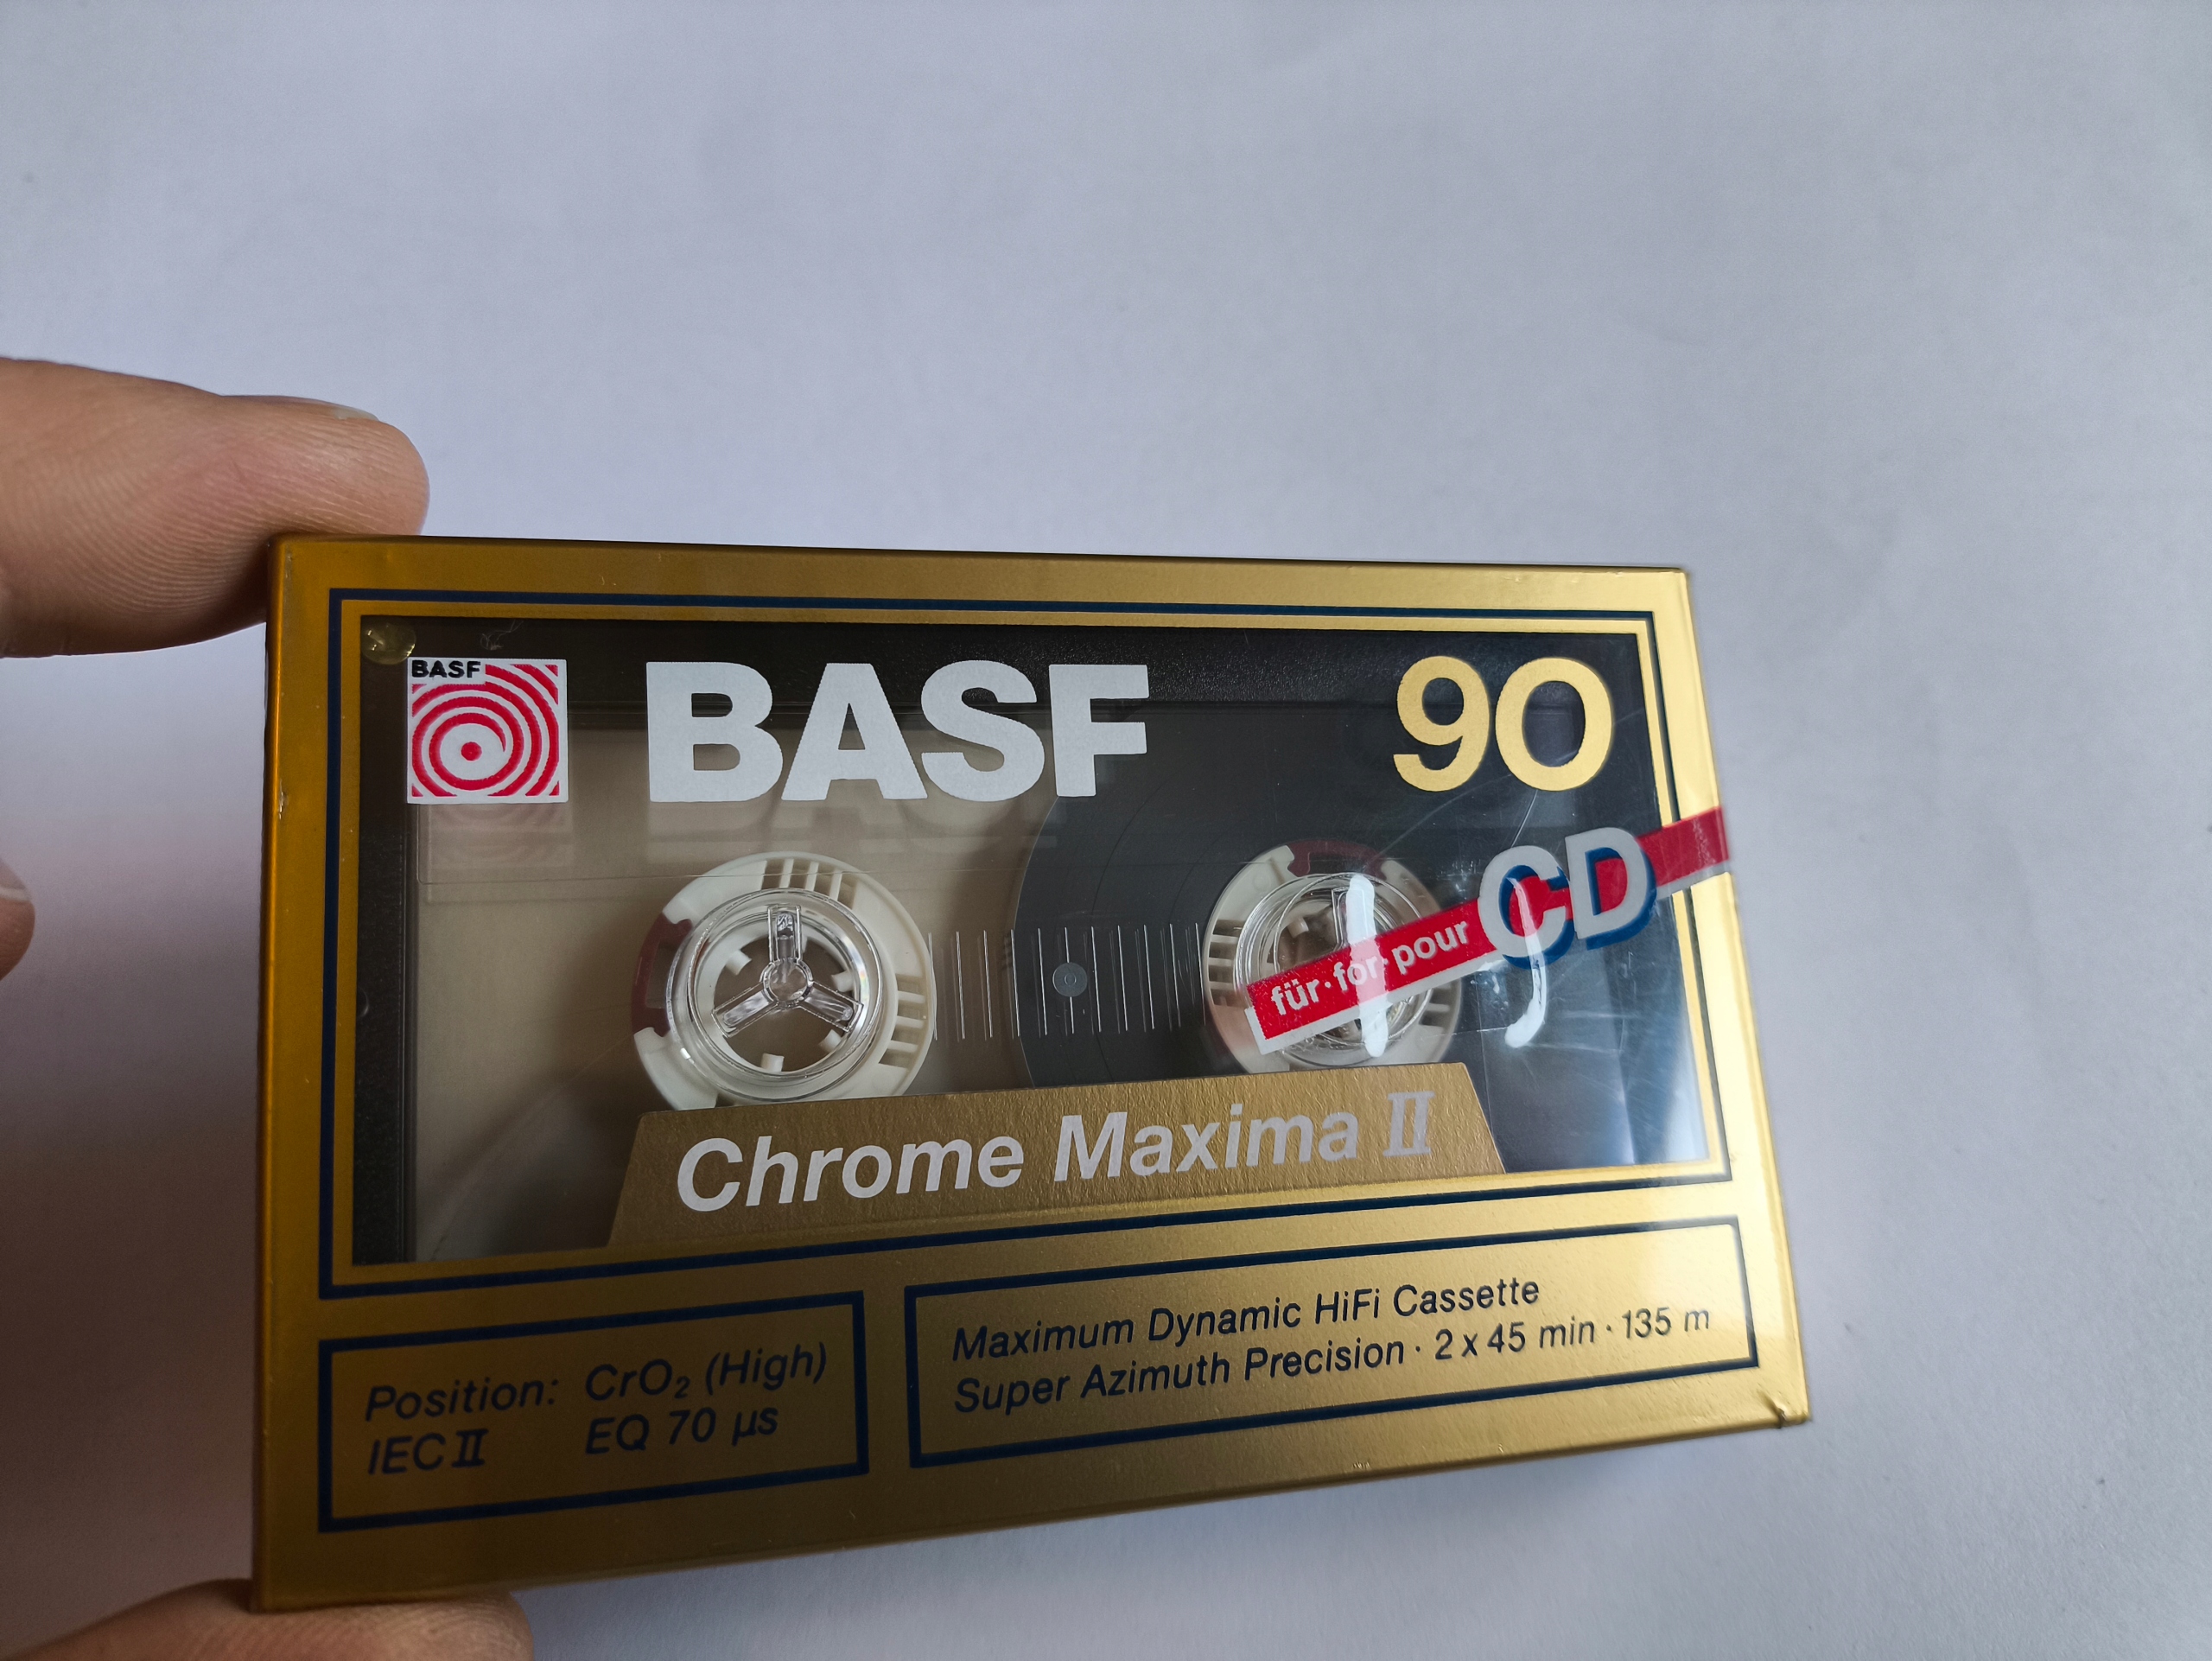 BASF
BASF 90
für·for·pour CD
Chrome Maxima II
Position: CrO₂ (High)
IEC II EQ 70 µs
Maximum Dynamic HiFi Cassette
Super Azimuth Precision · 2 x 45 min · 135 m